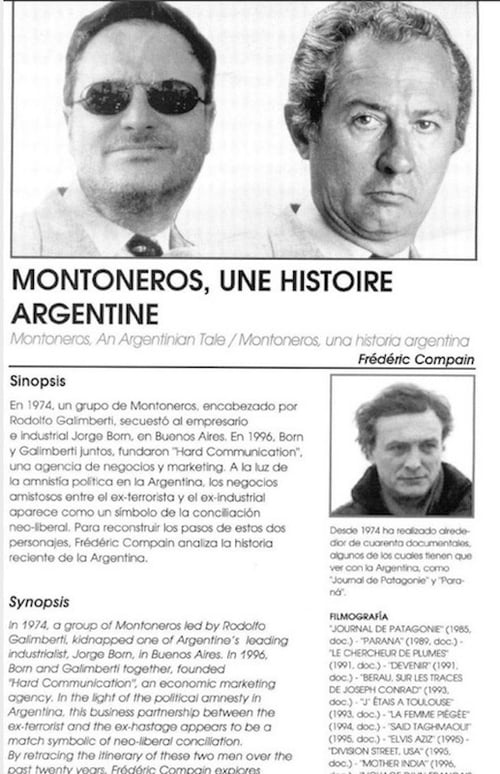 MONTONEROS, UNE HISTOIRE
ARGENTINE
Montoneros, An Argentinian Tale / Montoneros, una historia argentina
Frédéric Compain
Sinopsis
En 1974, un grupo de Montoneros, encabezado por
Rodolfo Galimberti, secuestó al empresario
e industrial Jorge Born, en Buenos Aires. En 1996, Born
y Galimberti juntos, fundaron "Hard Communication",
una agencia de negocios y marketing. A la luz de
la amnistía política en la Argentina, los negocios
amistosos entre el ex-terrorista y el ex-industrial
aparece como un símbolo de la conciliación
neo-liberal. Para reconstruir los pasos de estos dos
personajes, Frédéric Compain analiza la historia
reciente de la Argentina.
Synopsis
In 1974, a group of Montoneros led by Rodolfo
Galimberti, kidnapped one of Argentine's leading
industrialist, Jorge Born, in Buenos Aires. In 1996,
Born and Galimberti together, founded
"Hard Communication", an economic marketing
agency. In the light of the political amnesty in
Argentina, this business partnership between the
ex-terrorist and the ex-hostage appears to be a
match symbolic of neo-liberal conciliation.
By retracing the itinerary of these two men over the
past twenty years, Frédéric Compain explores
Desde 1974 ha realizado alrede-
dior de cuarenta documentales,
algunos de los cuales tienen que
ver con la Argentina, como
"Journal de Patagonie" y "Para-
ná".
FILMOGRAFÍA
"JOURNAL DE PATAGONIE" (1985,
doc.) - "PARANA" (1989, doc.) -
"LE CHERCHEUR DE PLUMES"
(1991, doc.) - "DEVENIR" (1991,
doc.) - "BERAU, SUR LES TRACES
DE JOSEPH CONRAD" (1993,
doc.) - "J' ÉTAIS A TOULOUSE"
(1993, doc.) - "LA FEMME PIÉGÉE"
(1994, doc.) - "SAID TAGHMAOUI"
(1995, doc.) - "ELVIS AZIZ" (1995) -
"DIVISION STREET, USA" (1995,
doc.) - "MOTHER INDIA" (1996,